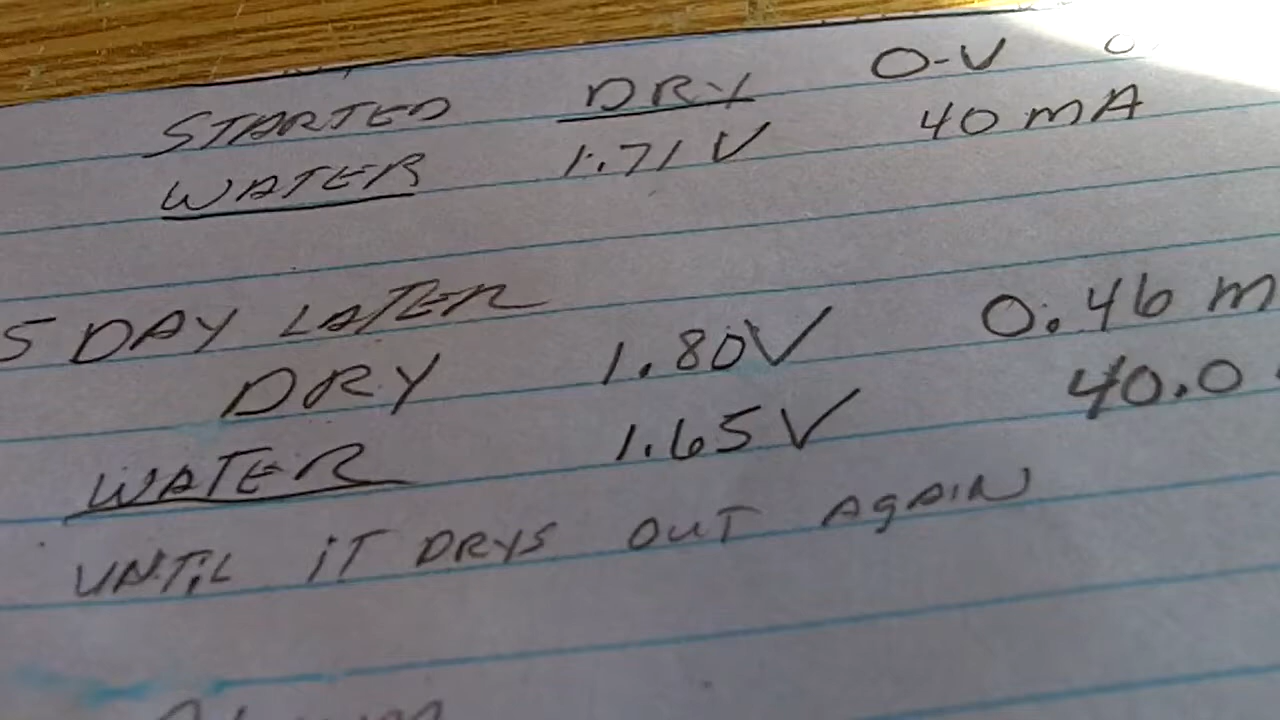 STARTED DRY 0-V
WATER 1.71 V 40 mA
5 DAY LATER
DRY 1.80V 0.46 m
WATER 1.65 V 40.0
UNTIL IT DRYS OUT AGAIN